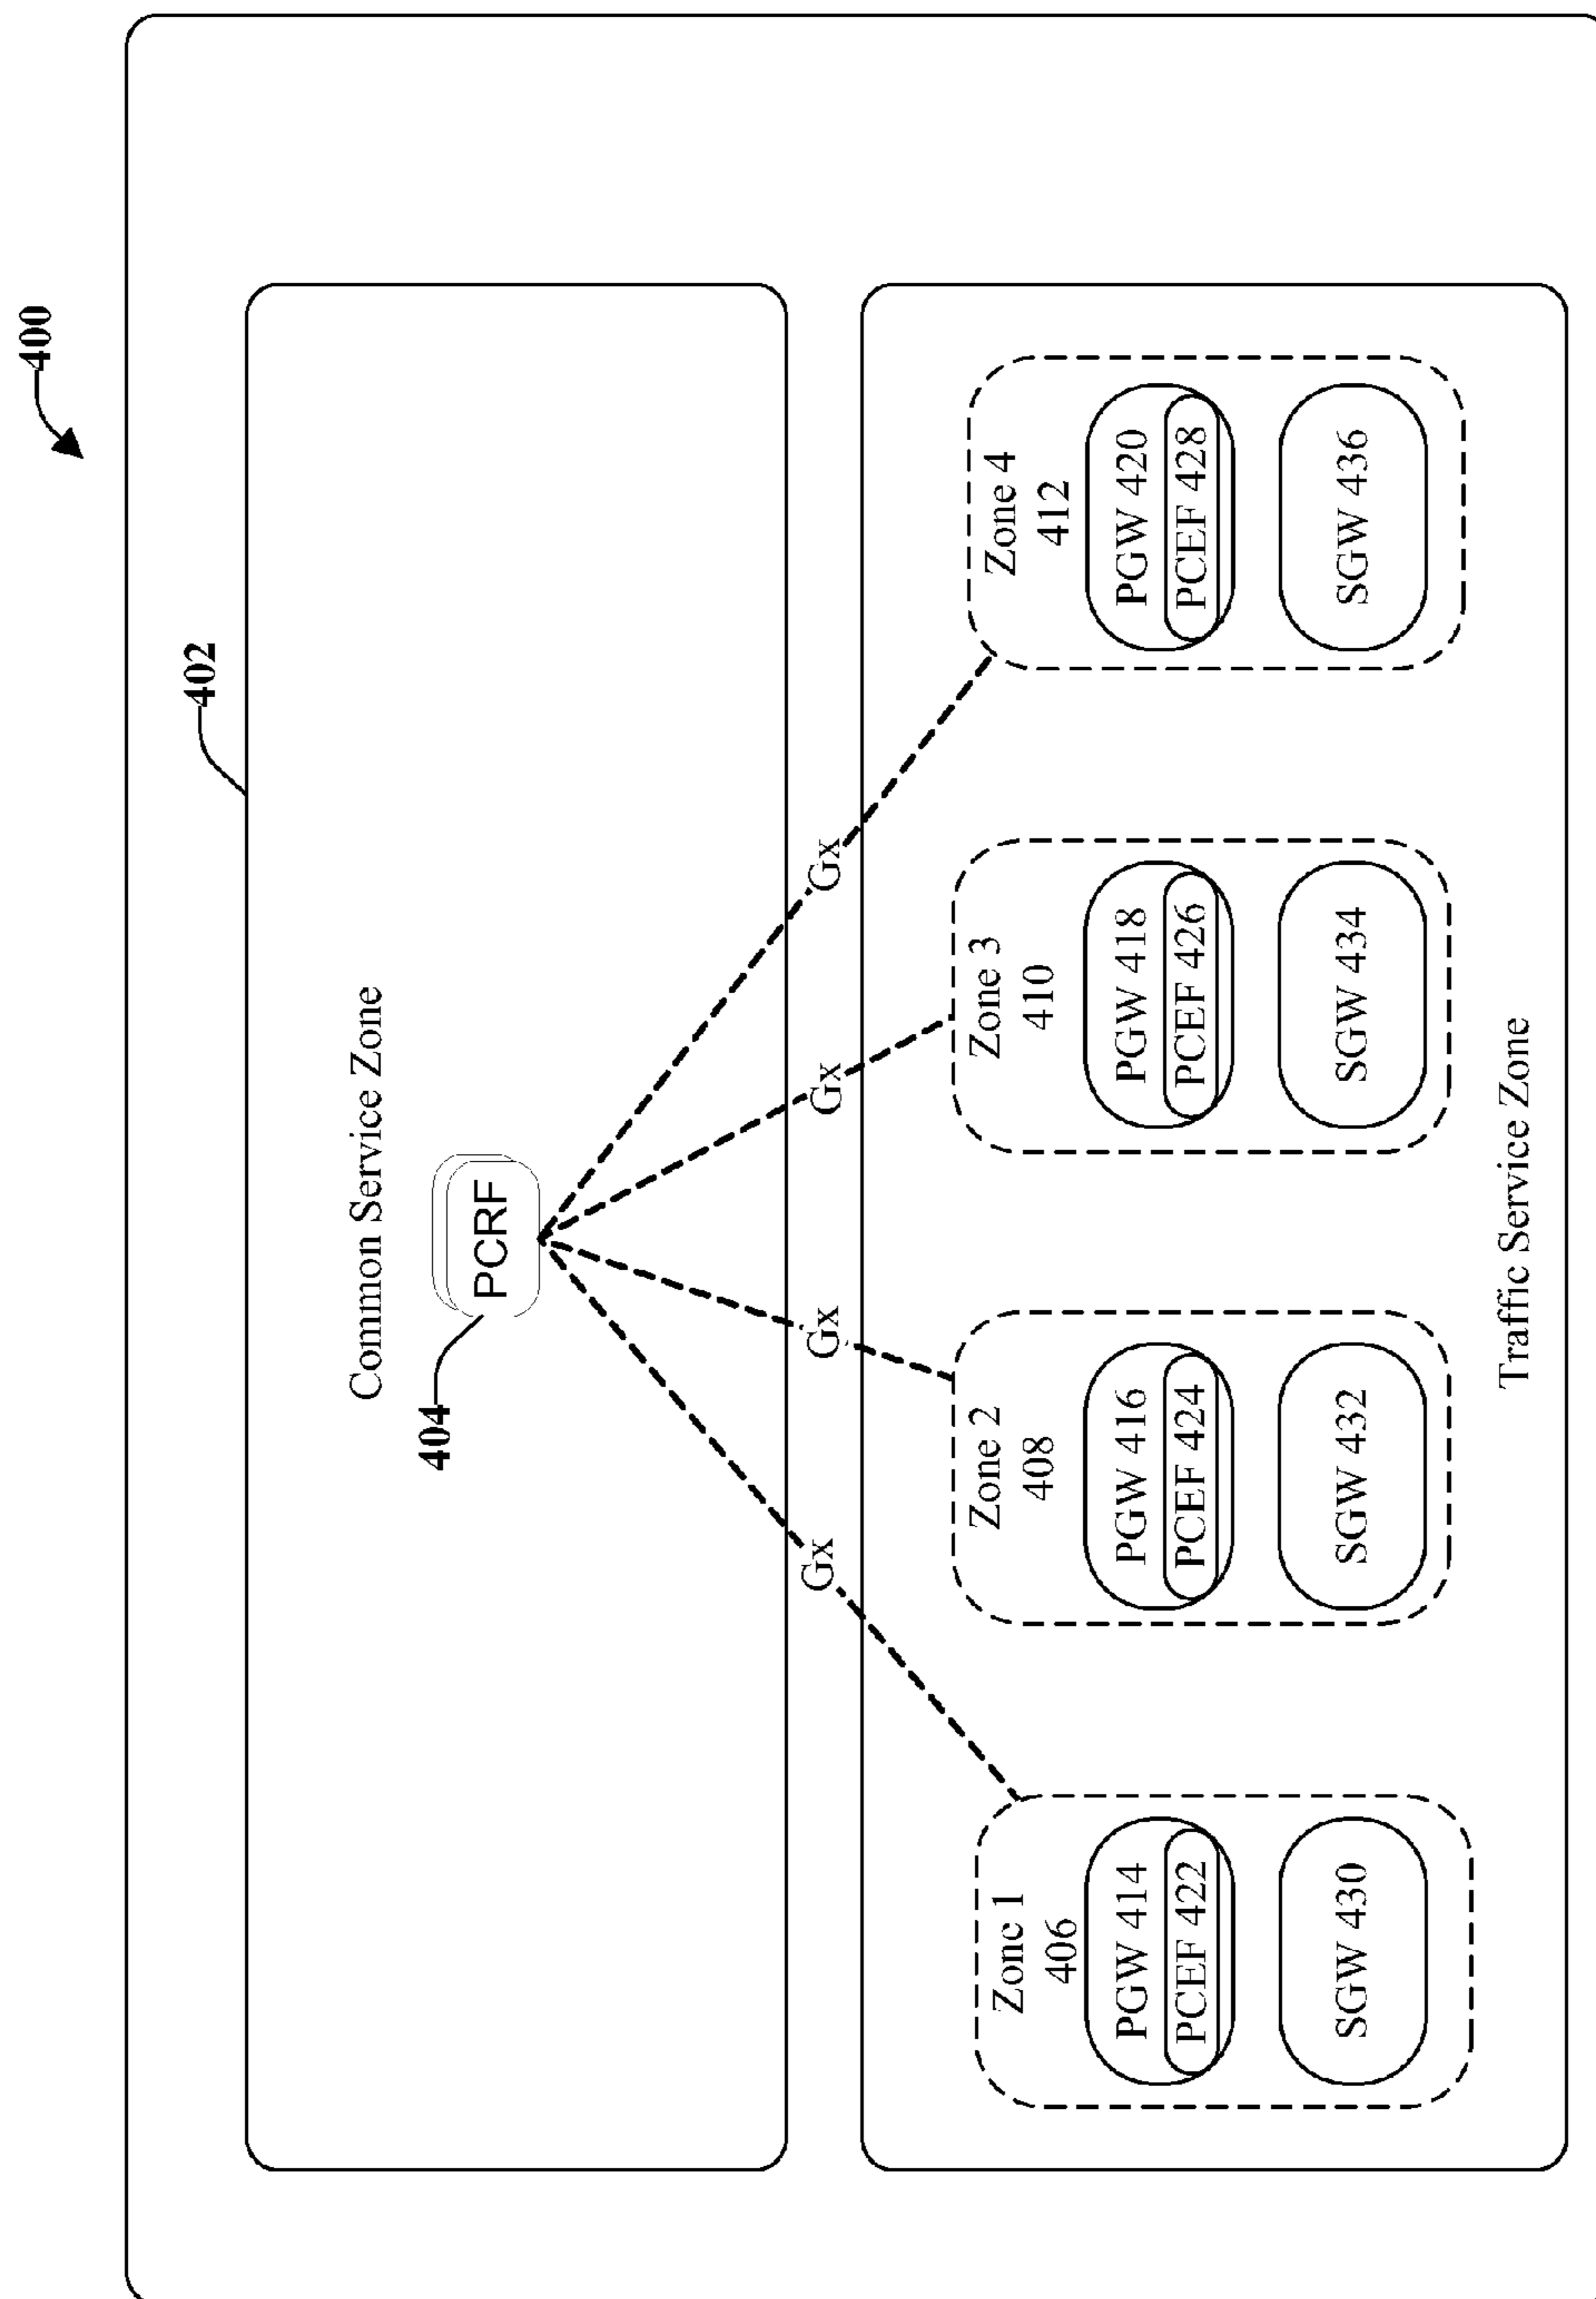 400
402
Common Service Zone
404
PCRF
Gx
Gx
Gx
Gx
Zone 1
406
PGW 414
PCEF 422
SGW 430
Zone 2
408
PGW 416
PCEF 424
SGW 432
Zone 3
410
PGW 418
PCEF 426
SGW 434
Zone 4
412
PGW 420
PCEF 428
SGW 436
Traffic Service Zone